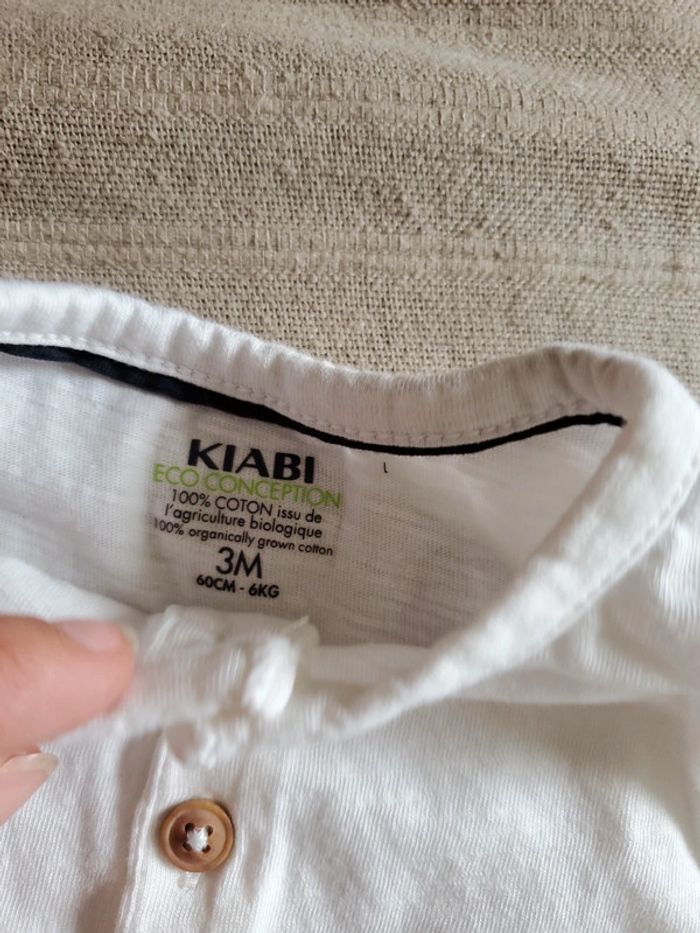 KIABI
ECO CONCEPTION
100% COTON issu de
l'agriculture biologique
100% organically grown cotton
3M
60CM - 6KG